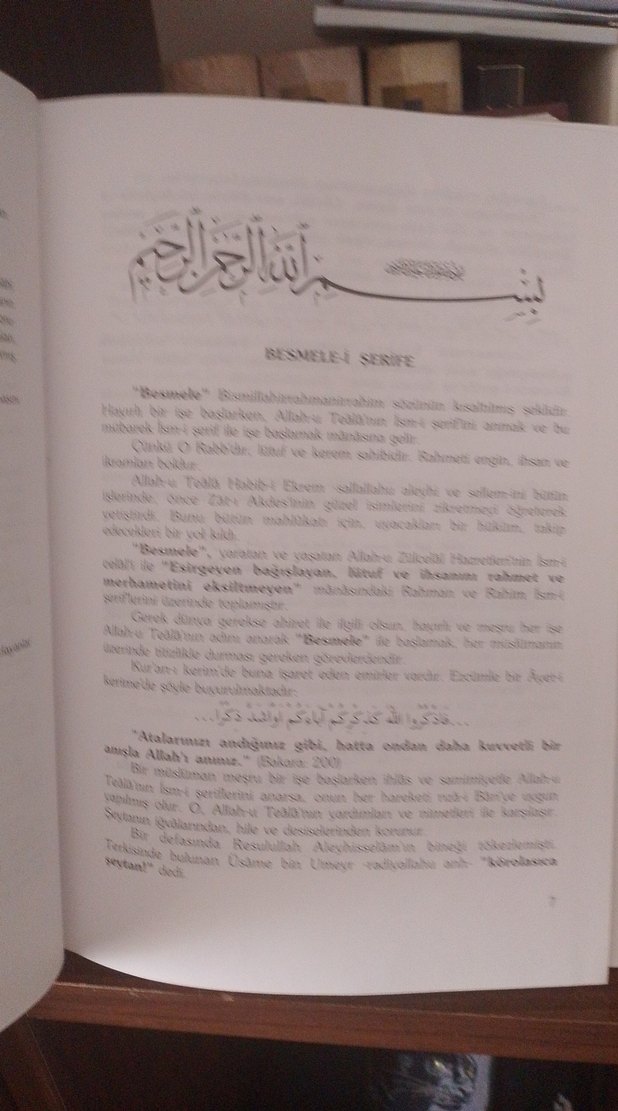 بسم الله الرحمن الرحيم
BESMELE-İ ŞERİFE
"Besmele" Bismillahirrahmanirrahim sözünün kısaltılmış şeklidir.
Hayırlı bir işe başlarken, Allah-u Teâlâ'nın İsm-i şerif'ini anmak ve bu
mübarek İsm-i şerif ile işe başlamak mânâsına gelir.
Çünkü O Rabb'dır, lütuf ve kerem sahibidir. Rahmeti engin, ihsan ve
ikramları boldur.
Allah-u Teâlâ Habib-i Ekrem -sallallahu aleyhi ve sellem-ini bütün
işlerinde, önce Zât-ı Akdes'inin güzel isimlerini zikretmeyi öğreterek
yetiştirdi. Bunu bütün mahlûkatı için, uyacakları bir hüküm, takip
edecekleri bir yol kıldı.
"Besmele", yaratan ve yaşatan Allah-u Zülcelâl Hazretleri'nin İsm-i
celâl'i ile "Esirgeyen bağışlayan, lütuf ve ihsanını rahmet ve
merhametini eksiltmeyen" mânâsındaki Rahman ve Rahim İsm-i
şerif'lerini üzerinde toplamıştır.
Gerek dünya gerekse ahiret ile ilgili olsun, hayırlı ve meşru her işe
Allah-u Teâlâ'nın adını anarak "Besmele" ile başlamak, her müslümanın
üzerinde titizlikle durması gereken görevlerdendir.
Kur'an-ı kerim'de buna işaret eden emirler vardır. Ezcümle bir Âyet-i
kerime'de şöyle buyurulmaktadır:
...فَاذْكُرُوا اللّٰهَ كَذِكْرِكُمْ اٰبَاءَكُمْ اَوْ اَشَدَّ ذِكْرًا...
"Atalarınızı andığınız gibi, hatta ondan daha kuvvetli bir
anışla Allah'ı anınız." (Bakara: 200)
Bir müslüman meşru bir işe başlarken ihlâs ve samimiyetle Allah-u
Teâlâ'nın İsm-i şeriflerini anarsa, onun her hareketi rızâ-i Bârî'ye uygun
yapılmış olur. O, Allah-u Teâlâ'nın yardımları ve nimetleri ile karşılaşır.
Şeytanın iğvâlarından, hile ve desiselerinden korunur.
Bir defasında Resulullah Aleyhisselâm'ın bineği tökezlemişti.
Terkisinde bulunan Üsâme bin Umeyr -radiyallahu anh- "körolasıca
şeytan!" dedi.
7